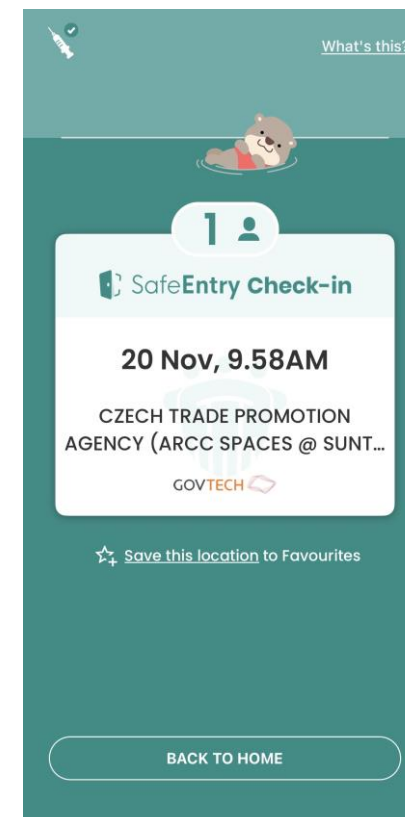 What's this?
1
SafeEntry Check-in
20 Nov, 9.58AM
CZECH TRADE PROMOTION
AGENCY (ARCC SPACES @ SUNT...
GOVTECH
Save this location to Favourites
BACK TO HOME